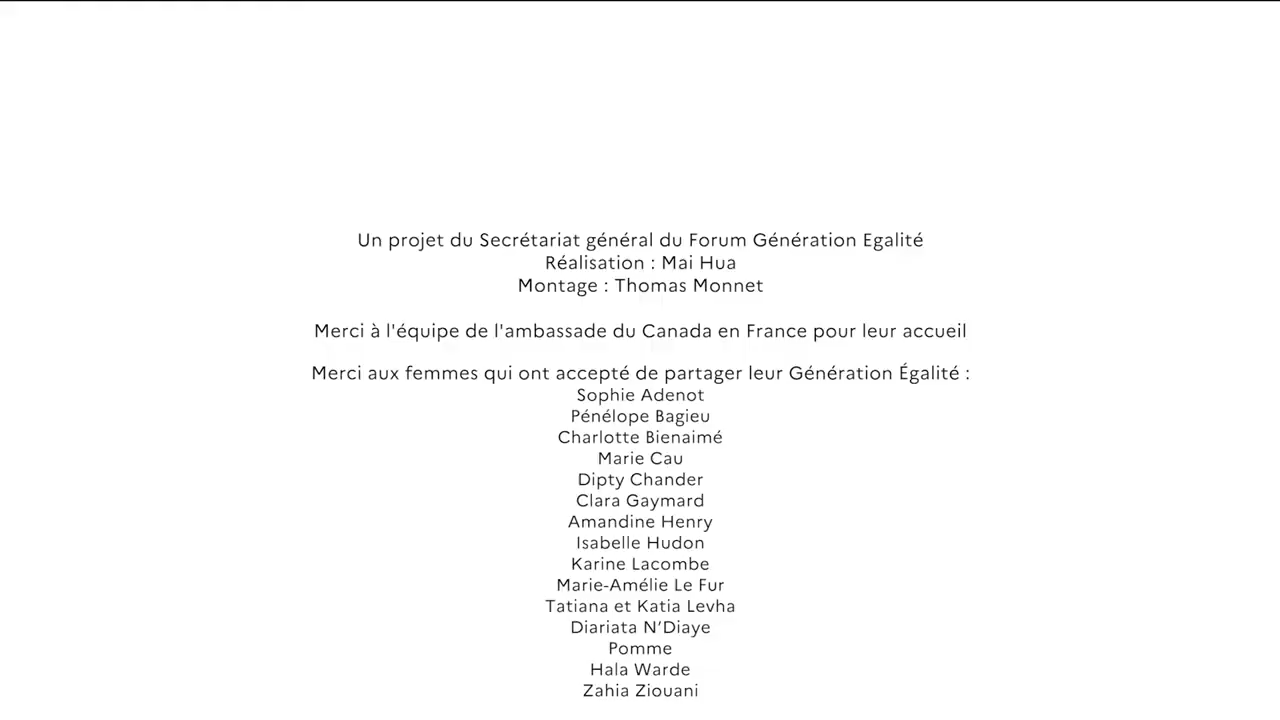 Un projet du Secrétariat général du Forum Génération Egalité
Réalisation : Mai Hua
Montage : Thomas Monnet
Merci à l'équipe de l'ambassade du Canada en France pour leur accueil
Merci aux femmes qui ont accepté de partager leur Génération Égalité :
Sophie Adenot
Pénélope Bagieu
Charlotte Bienaimé
Marie Cau
Dipty Chander
Clara Gaymard
Amandine Henry
Isabelle Hudon
Karine Lacombe
Marie-Amélie Le Fur
Tatiana et Katia Levha
Diariata N’Diaye
Pomme
Hala Warde
Zahia Ziouani